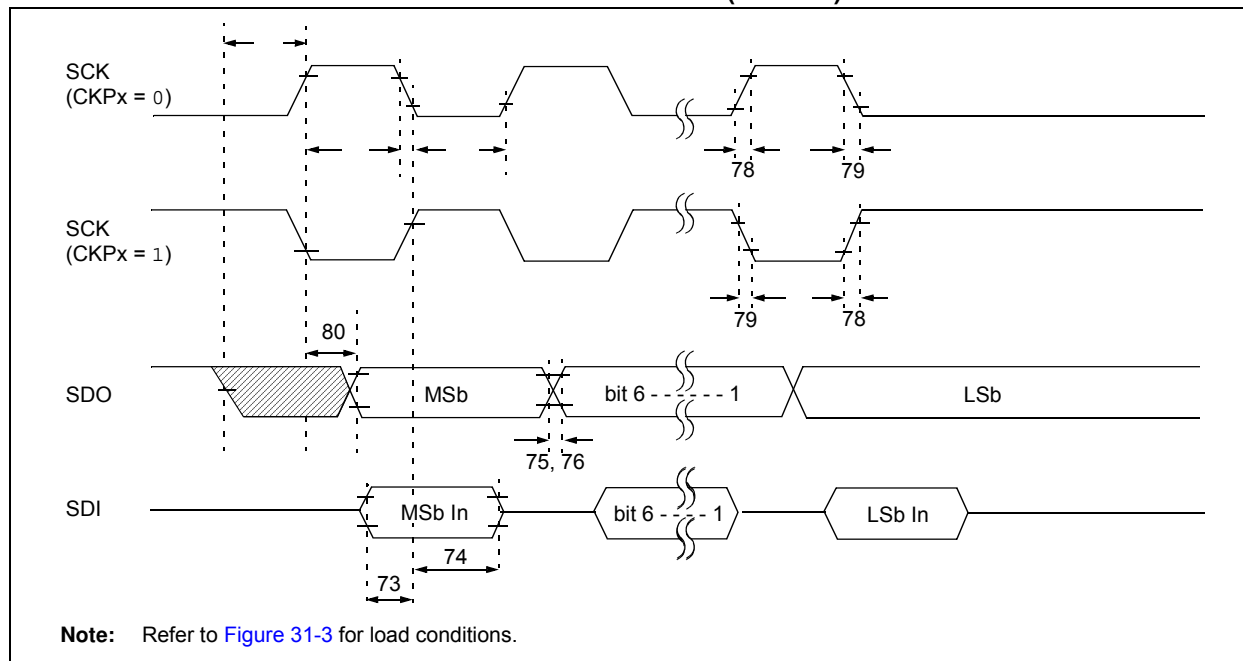 SCK
(CKPx = 0)
78
79
SCK
(CKPx = 1)
79
78
80
SDO
MSb
bit 6 - - - - - - 1
LSb
75, 76
SDI
MSb In
bit 6 - - - - - 1
LSb In
74
73
Note: Refer to Figure 31-3 for load conditions.